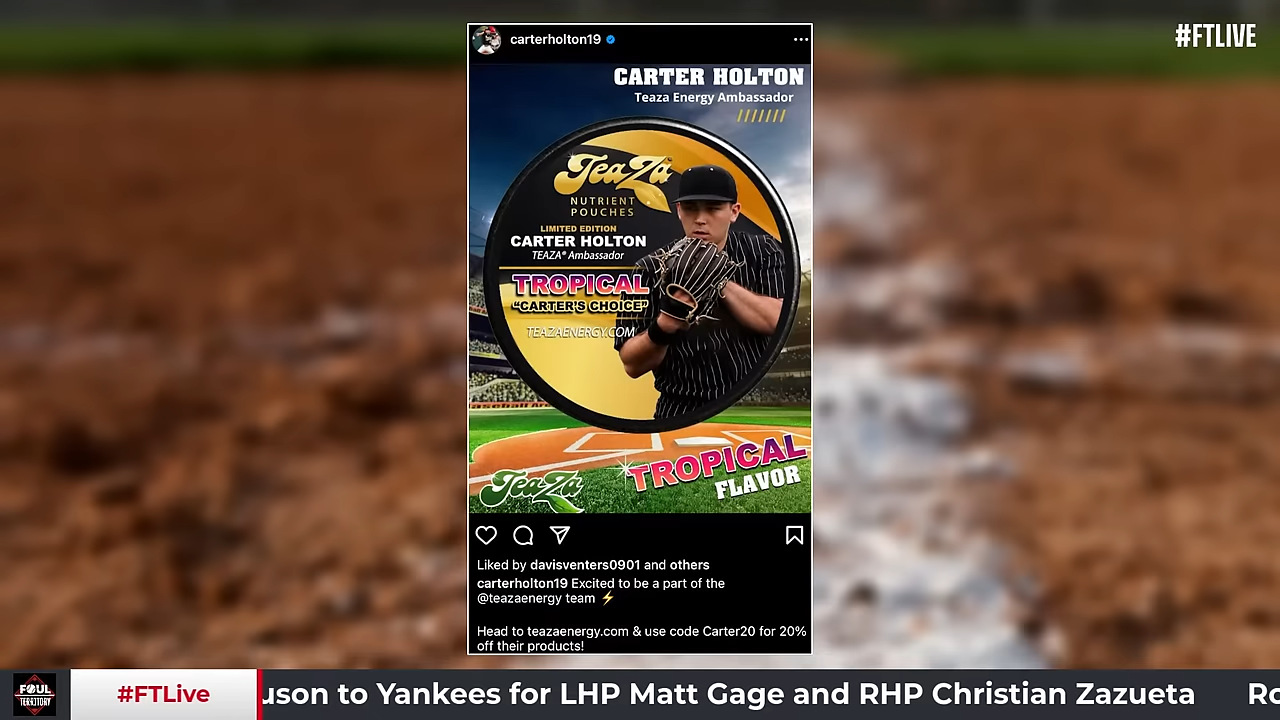 carterholton19
#FTLIVE
CARTER HOLTON
Teaza Energy Ambassador
TeaZa
NUTRIENT
POUCHES
LIMITED EDITION
CARTER HOLTON
TEAZA® Ambassador
TROPICAL
"CARTER'S CHOICE"
TEAZAENERGY.COM
TROPICAL
FLAVOR
TeaZa
Liked by davisventers0901 and others
carterholton19 Excited to be a part of the
@teazaenergy team ⚡
Head to teazaenergy.com & use code Carter20 for 20%
off their products!
FOUL
TERRITORY
#FTLive
uson to Yankees for LHP Matt Gage and RHP Christian Zazueta